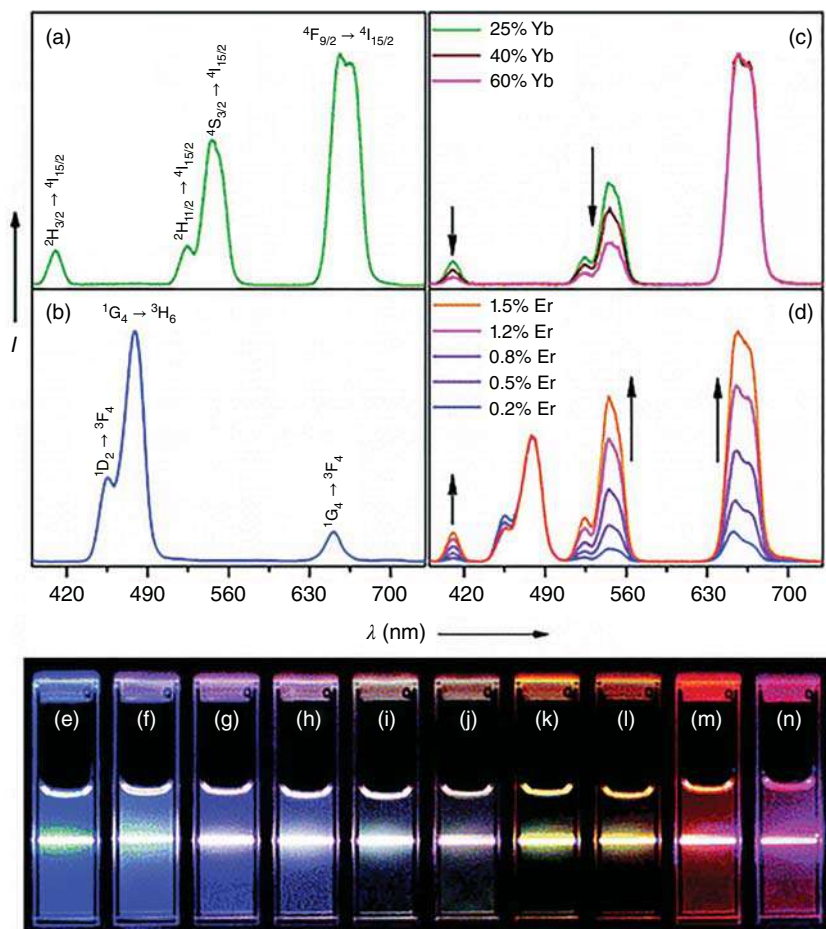 (a)
²H₃/₂ → ⁴I₁₅/₂
²H₁₁/₂ → ⁴I₁₅/₂
⁴S₃/₂ → ⁴I₁₅/₂
⁴F₉/₂ → ⁴I₁₅/₂
25% Yb
40% Yb
60% Yb
(c)
I
(b)
¹D₂ → ³F₄
¹G₄ → ³H₆
¹G₄ → ³F₄
1.5% Er
1.2% Er
0.8% Er
0.5% Er
0.2% Er
(d)
420 490 560 630 700 420 490 560 630 700
λ (nm)
(e) (f) (g) (h) (i) (j) (k) (l) (m) (n)